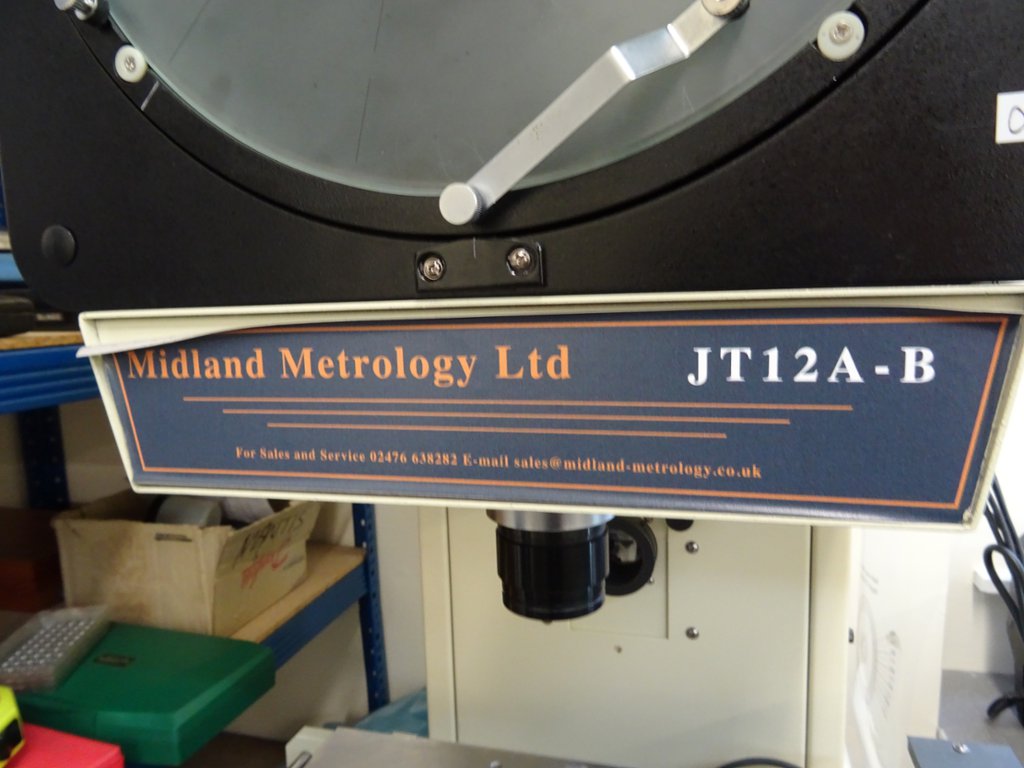 Midland Metrology Ltd JT12A-B
For Sales and Service 02476 638282 E-mail sales@midland-metrology.co.uk